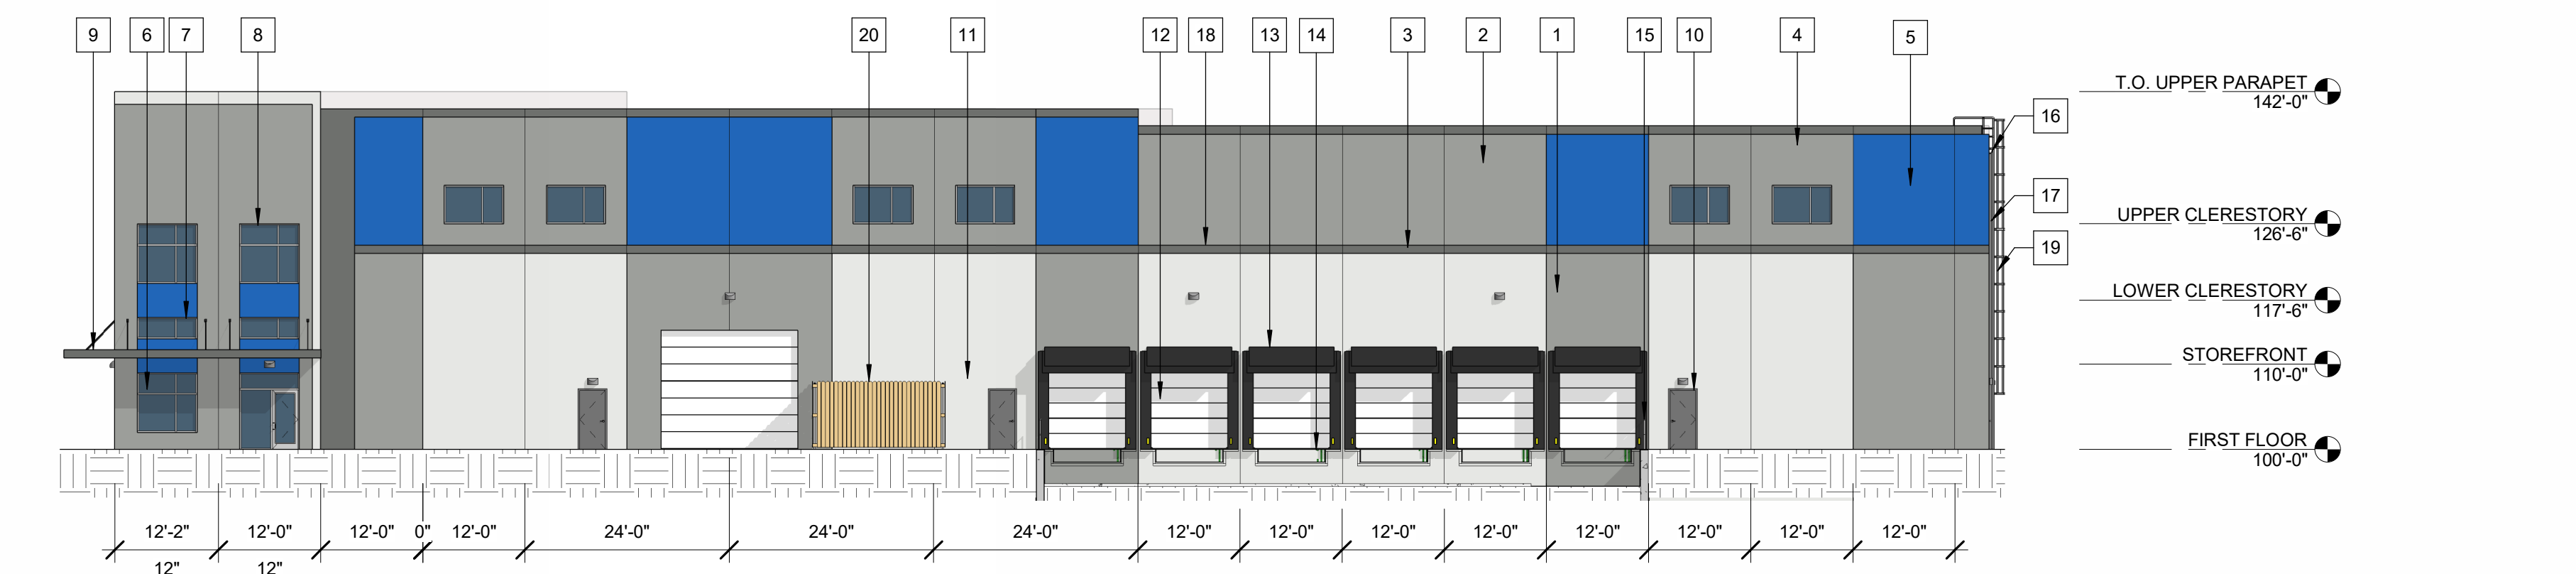 9 6 7 8 20 11 12 18 13 14 3 2 1 15 10 4 5
T.O. UPPER PARAPET
142'-0"
16
17
UPPER CLERESTORY
126'-6"
19
LOWER CLERESTORY
117'-6"
STOREFRONT
110'-0"
FIRST FLOOR
100'-0"
12'-2" 12'-0" 12'-0" 0" 12'-0" 24'-0" 24'-0" 24'-0" 12'-0" 12'-0" 12'-0" 12'-0" 12'-0" 12'-0" 12'-0" 12'-0"
12" 12"